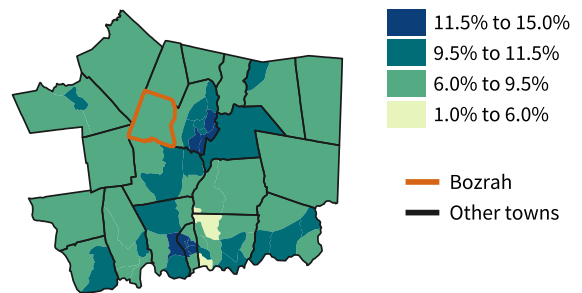 11.5% to 15.0%
9.5% to 11.5%
6.0% to 9.5%
1.0% to 6.0%
Bozrah
Other towns